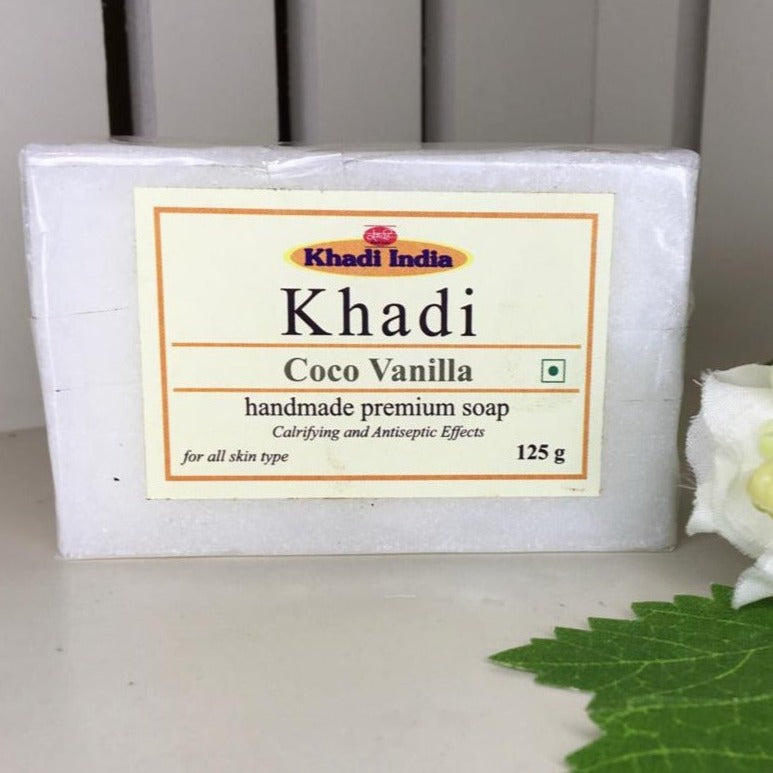 Khadi India
Khadi
Coco Vanilla
handmade premium soap
Calrifying and Antiseptic Effects
for all skin type
125 g